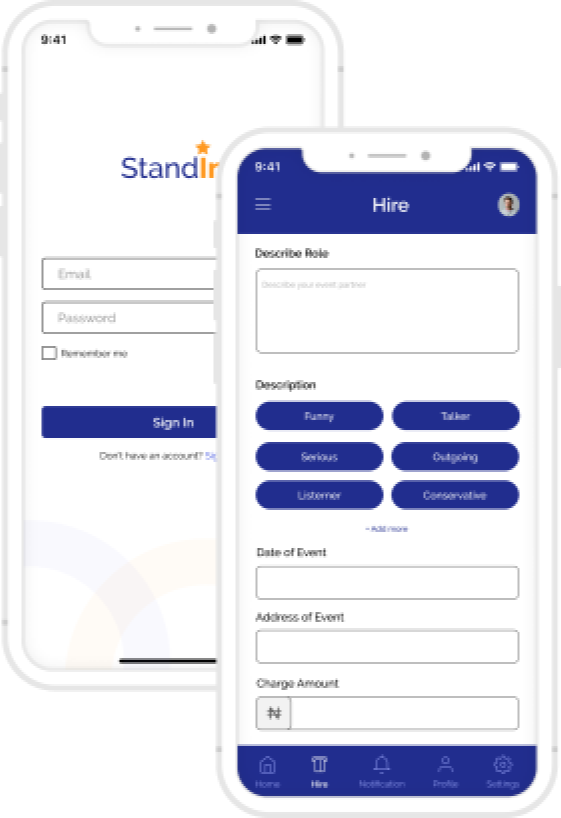 9:41
StandIn
Email
Password
Remember me
Sign In
Don't have an account?
9:41
Hire
Describe Role
Describe your event partner
Description
Funny
Talker
Serious
Outgoing
Listerner
Conservative
+ Add more
Date of Event
Address of Event
Charge Amount
₦
Home
Hire
Notification
Profile
Settings